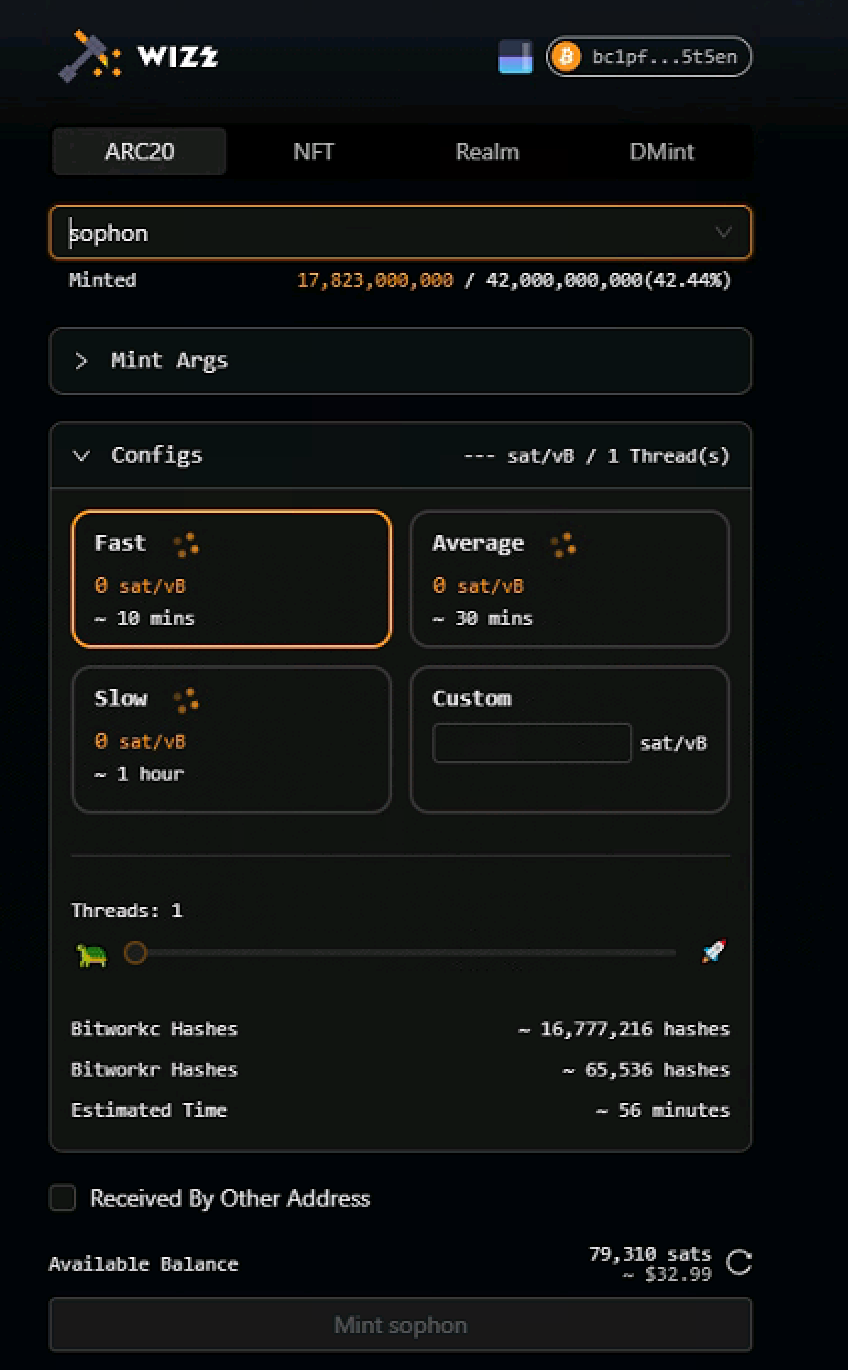 WIZZ
bc1pf...5t5en
ARC20 NFT Realm DMint
sophon
Minted 17,823,000,000 / 42,000,000,000(42.44%)
Mint Args
Configs --- sat/vB / 1 Thread(s)
Fast Average
0 sat/vB 0 sat/vB
~ 10 mins ~ 30 mins
Slow Custom
0 sat/vB sat/vB
~ 1 hour
Threads: 1
Bitworkc Hashes ~ 16,777,216 hashes
Bitworkr Hashes ~ 65,536 hashes
Estimated Time ~ 56 minutes
Received By Other Address
Available Balance 79,310 sats
~ $32.99
Mint sophon